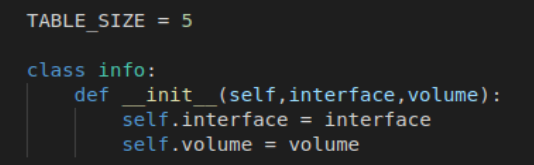 TABLE_SIZE = 5
class info:
    def __init__(self,interface,volume):
        self.interface = interface
        self.volume = volume